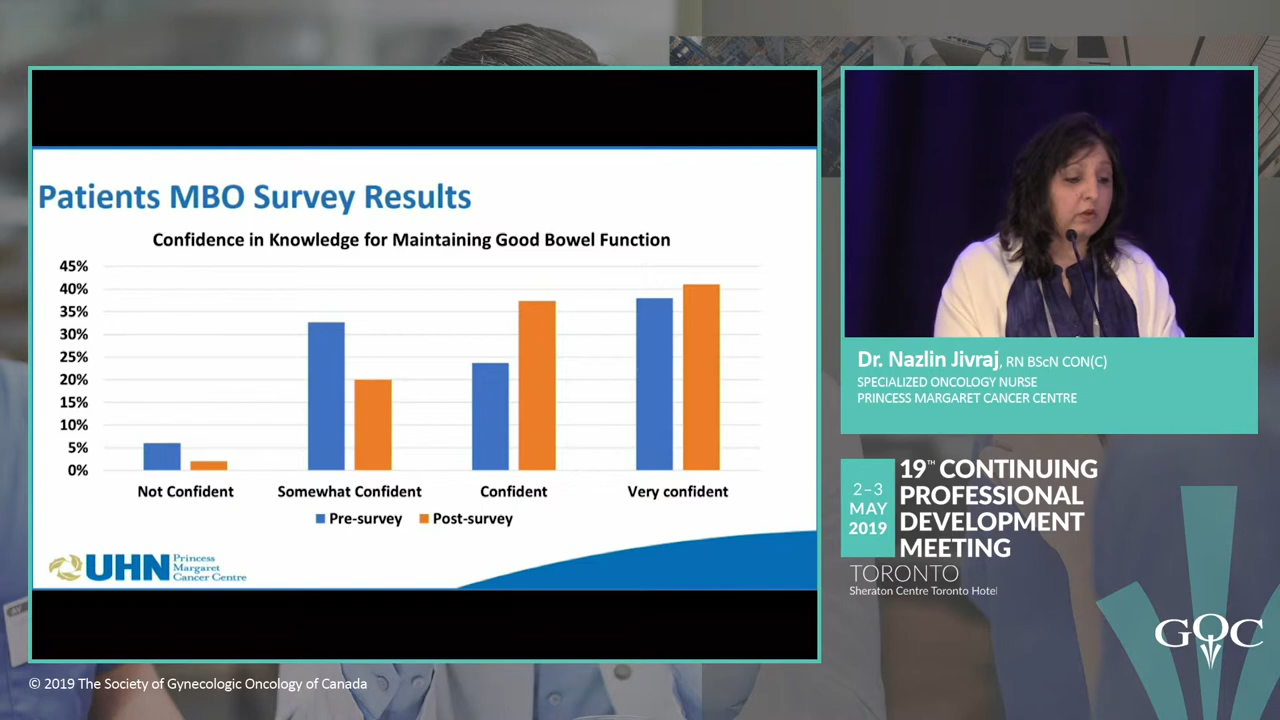 Patients MBO Survey Results
Confidence in Knowledge for Maintaining Good Bowel Function
45%
40%
35%
30%
25%
20%
15%
10%
5%
0%
Not Confident
Somewhat Confident
Confident
Very confident
Pre-survey
Post-survey
UHN
Princess
Margaret
Cancer Centre
Dr. Nazlin Jivraj, RN BScN CON(C)
SPECIALIZED ONCOLOGY NURSE
PRINCESS MARGARET CANCER CENTRE
2–3
MAY
2019
19TH CONTINUING
PROFESSIONAL
DEVELOPMENT
MEETING
TORONTO
Sheraton Centre Toronto Hotel
GOC
© 2019 The Society of Gynecologic Oncology of Canada